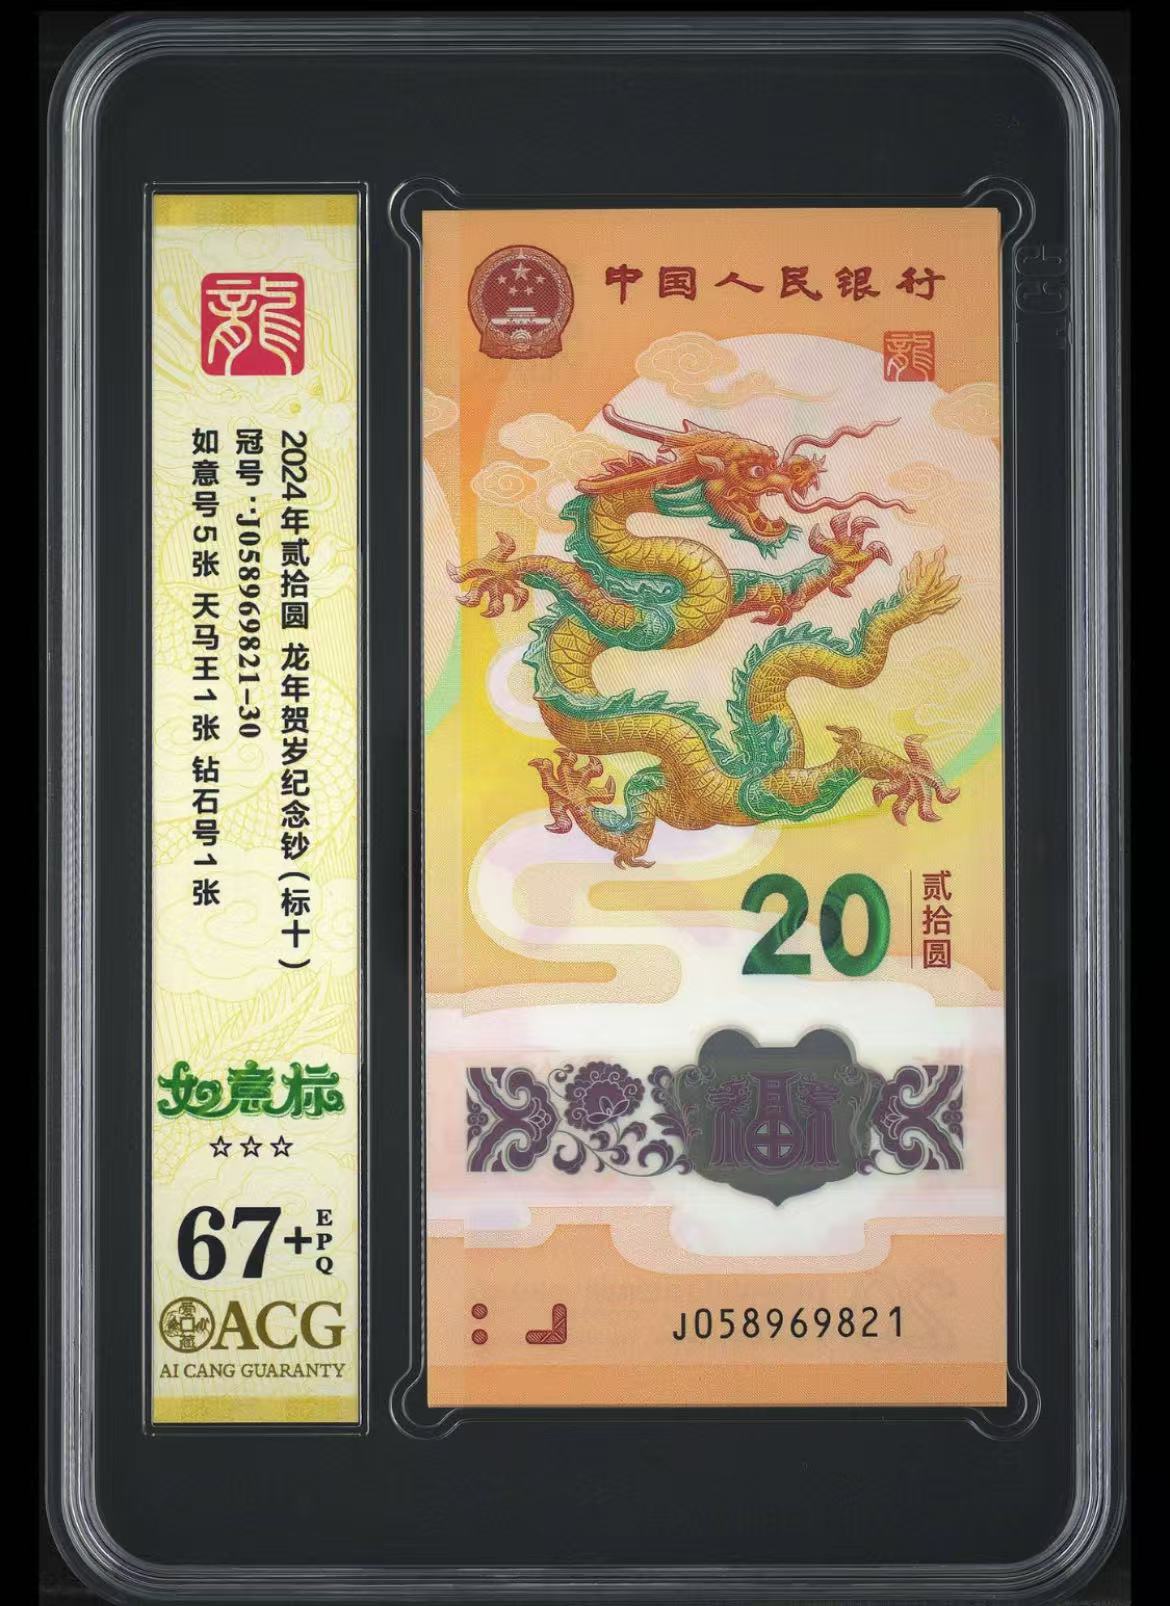 龍
2024年贰拾圆 龙年贺岁纪念钞(标十)
冠号:J058969821-30
如意号5张 天马王1张 钻石号1张
如意标
☆☆☆
67+EPQ
ACG
AI CANG GUARANTY
中国人民银行
龍
20
贰拾圆
福
J058969821